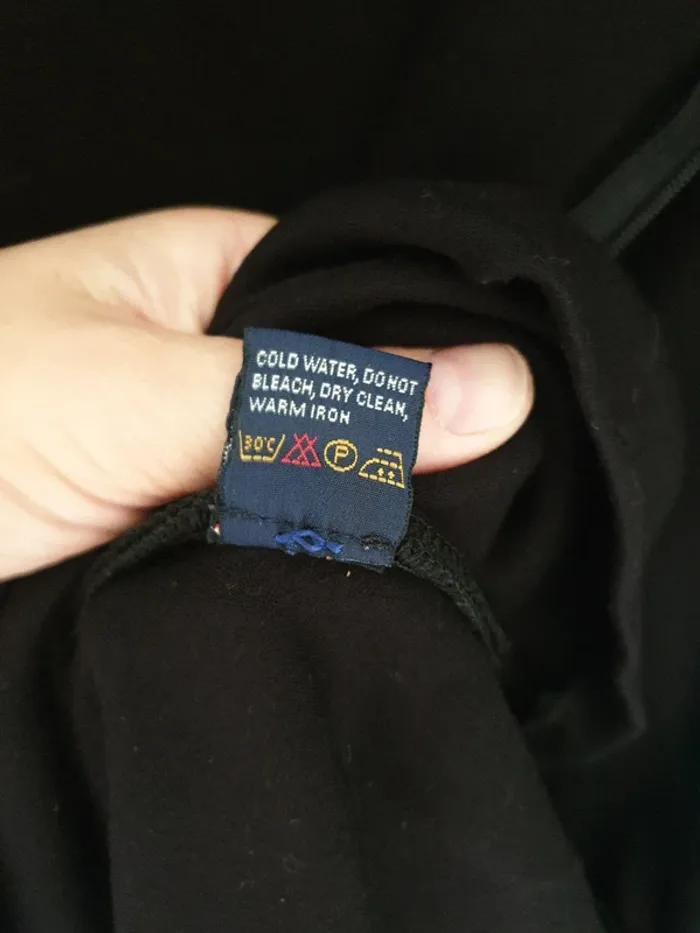 COLD WATER, DO NOT
BLEACH, DRY CLEAN,
WARM IRON
30°C P